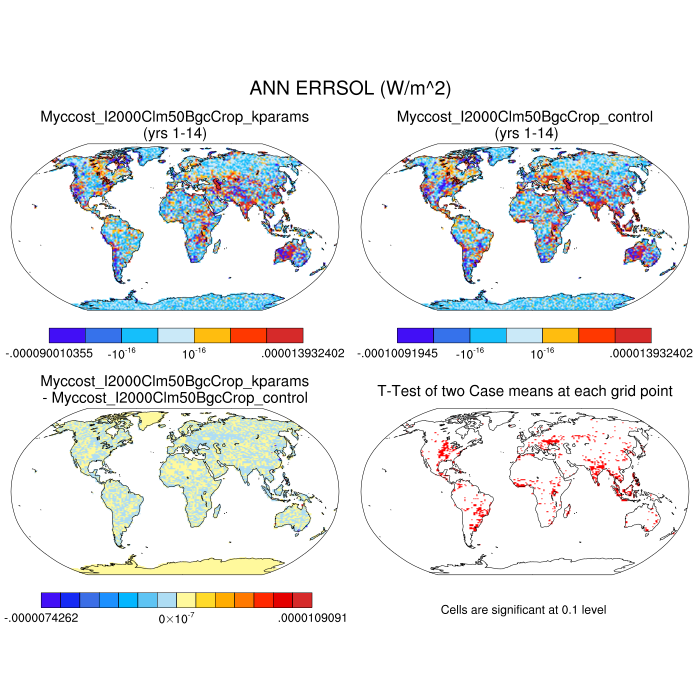 ANN ERRSOL (W/m^2)
Myccost_I2000Clm50BgcCrop_kparams
(yrs 1-14)
Myccost_I2000Clm50BgcCrop_control
(yrs 1-14)
-.000090010355 -10^-16 10^-16 .000013932402
-.00010091945 -10^-16 10^-16 .000013932402
Myccost_I2000Clm50BgcCrop_kparams
- Myccost_I2000Clm50BgcCrop_control
T-Test of two Case means at each grid point
-.0000074262 0×10^-7 .0000109091
Cells are significant at 0.1 level